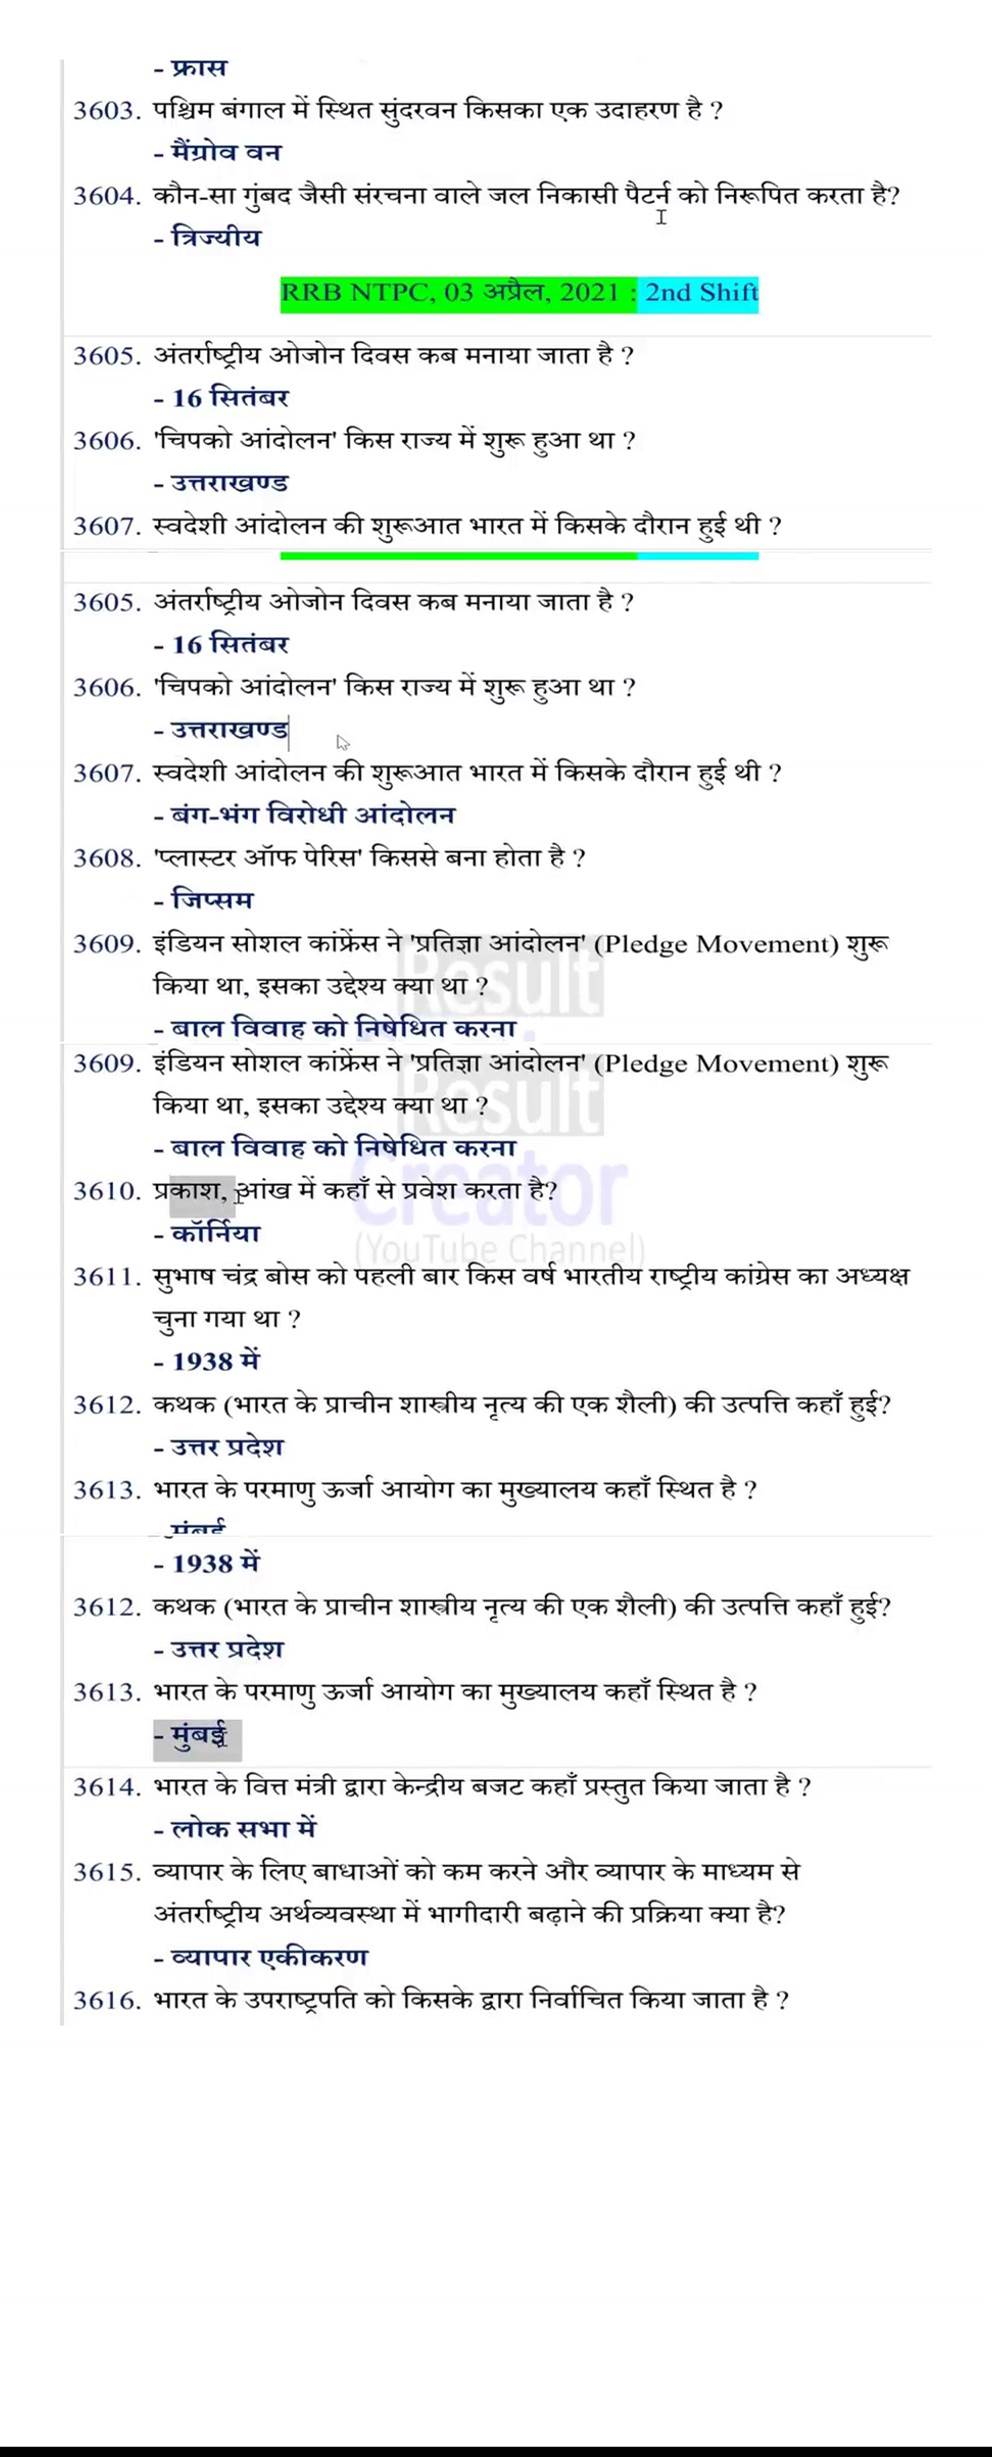 - फ्रांस
3603. पश्चिम बंगाल में स्थित सुंदरवन किसका एक उदाहरण है ?
- मैंग्रोव वन
3604. कौन-सा गुंबद जैसी संरचना वाले जल निकासी पैटर्न को निरूपित करता है?
- त्रिज्यीय
RRB NTPC, 03 अप्रैल, 2021 : 2nd Shift
3605. अंतर्राष्ट्रीय ओजोन दिवस कब मनाया जाता है ?
- 16 सितंबर
3606. 'चिपको आंदोलन' किस राज्य में शुरू हुआ था ?
- उत्तराखण्ड
3607. स्वदेशी आंदोलन की शुरूआत भारत में किसके दौरान हुई थी ?
3605. अंतर्राष्ट्रीय ओजोन दिवस कब मनाया जाता है ?
- 16 सितंबर
3606. 'चिपको आंदोलन' किस राज्य में शुरू हुआ था ?
- उत्तराखण्ड
3607. स्वदेशी आंदोलन की शुरूआत भारत में किसके दौरान हुई थी ?
- बंग-भंग विरोधी आंदोलन
3608. 'प्लास्टर ऑफ पेरिस' किससे बना होता है ?
- जिप्सम
3609. इंडियन सोशल कांफ्रेंस ने 'प्रतिज्ञा आंदोलन' (Pledge Movement) शुरू
किया था, इसका उद्देश्य क्या था ?
Result
- बाल विवाह को निषेधित करना
3609. इंडियन सोशल कांफ्रेंस ने 'प्रतिज्ञा आंदोलन' (Pledge Movement) शुरू
किया था, इसका उद्देश्य क्या था ?
Result
- बाल विवाह को निषेधित करना
Creator
3610. प्रकाश, आंख में कहाँ से प्रवेश करता है?
- कॉर्निया
(YouTube Channel)
3611. सुभाष चंद्र बोस को पहली बार किस वर्ष भारतीय राष्ट्रीय कांग्रेस का अध्यक्ष
चुना गया था ?
- 1938 में
3612. कथक (भारत के प्राचीन शास्त्रीय नृत्य की एक शैली) की उत्पत्ति कहाँ हुई?
- उत्तर प्रदेश
3613. भारत के परमाणु ऊर्जा आयोग का मुख्यालय कहाँ स्थित है ?
- मुंबई
- 1938 में
3612. कथक (भारत के प्राचीन शास्त्रीय नृत्य की एक शैली) की उत्पत्ति कहाँ हुई?
- उत्तर प्रदेश
3613. भारत के परमाणु ऊर्जा आयोग का मुख्यालय कहाँ स्थित है ?
- मुंबई
3614. भारत के वित्त मंत्री द्वारा केन्द्रीय बजट कहाँ प्रस्तुत किया जाता है ?
- लोक सभा में
3615. व्यापार के लिए बाधाओं को कम करने और व्यापार के माध्यम से
अंतर्राष्ट्रीय अर्थव्यवस्था में भागीदारी बढ़ाने की प्रक्रिया क्या है?
- व्यापार एकीकरण
3616. भारत के उपराष्ट्रपति को किसके द्वारा निर्वाचित किया जाता है ?